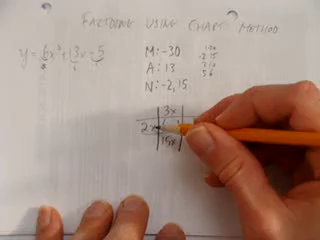 FACTORING USING CHART METHOD
y = 6x² + 13x - 5
M: -30
A: 13
N: -2, 15
3x
2x
15x